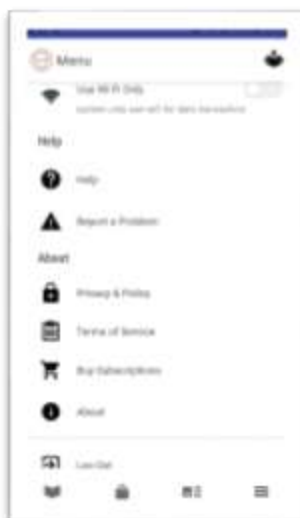 Menu
Use Wi-Fi Only
Help
Help
Report a Problem
About
Privacy & Policy
Terms of Service
Buy Subscriptions
About
Log Out